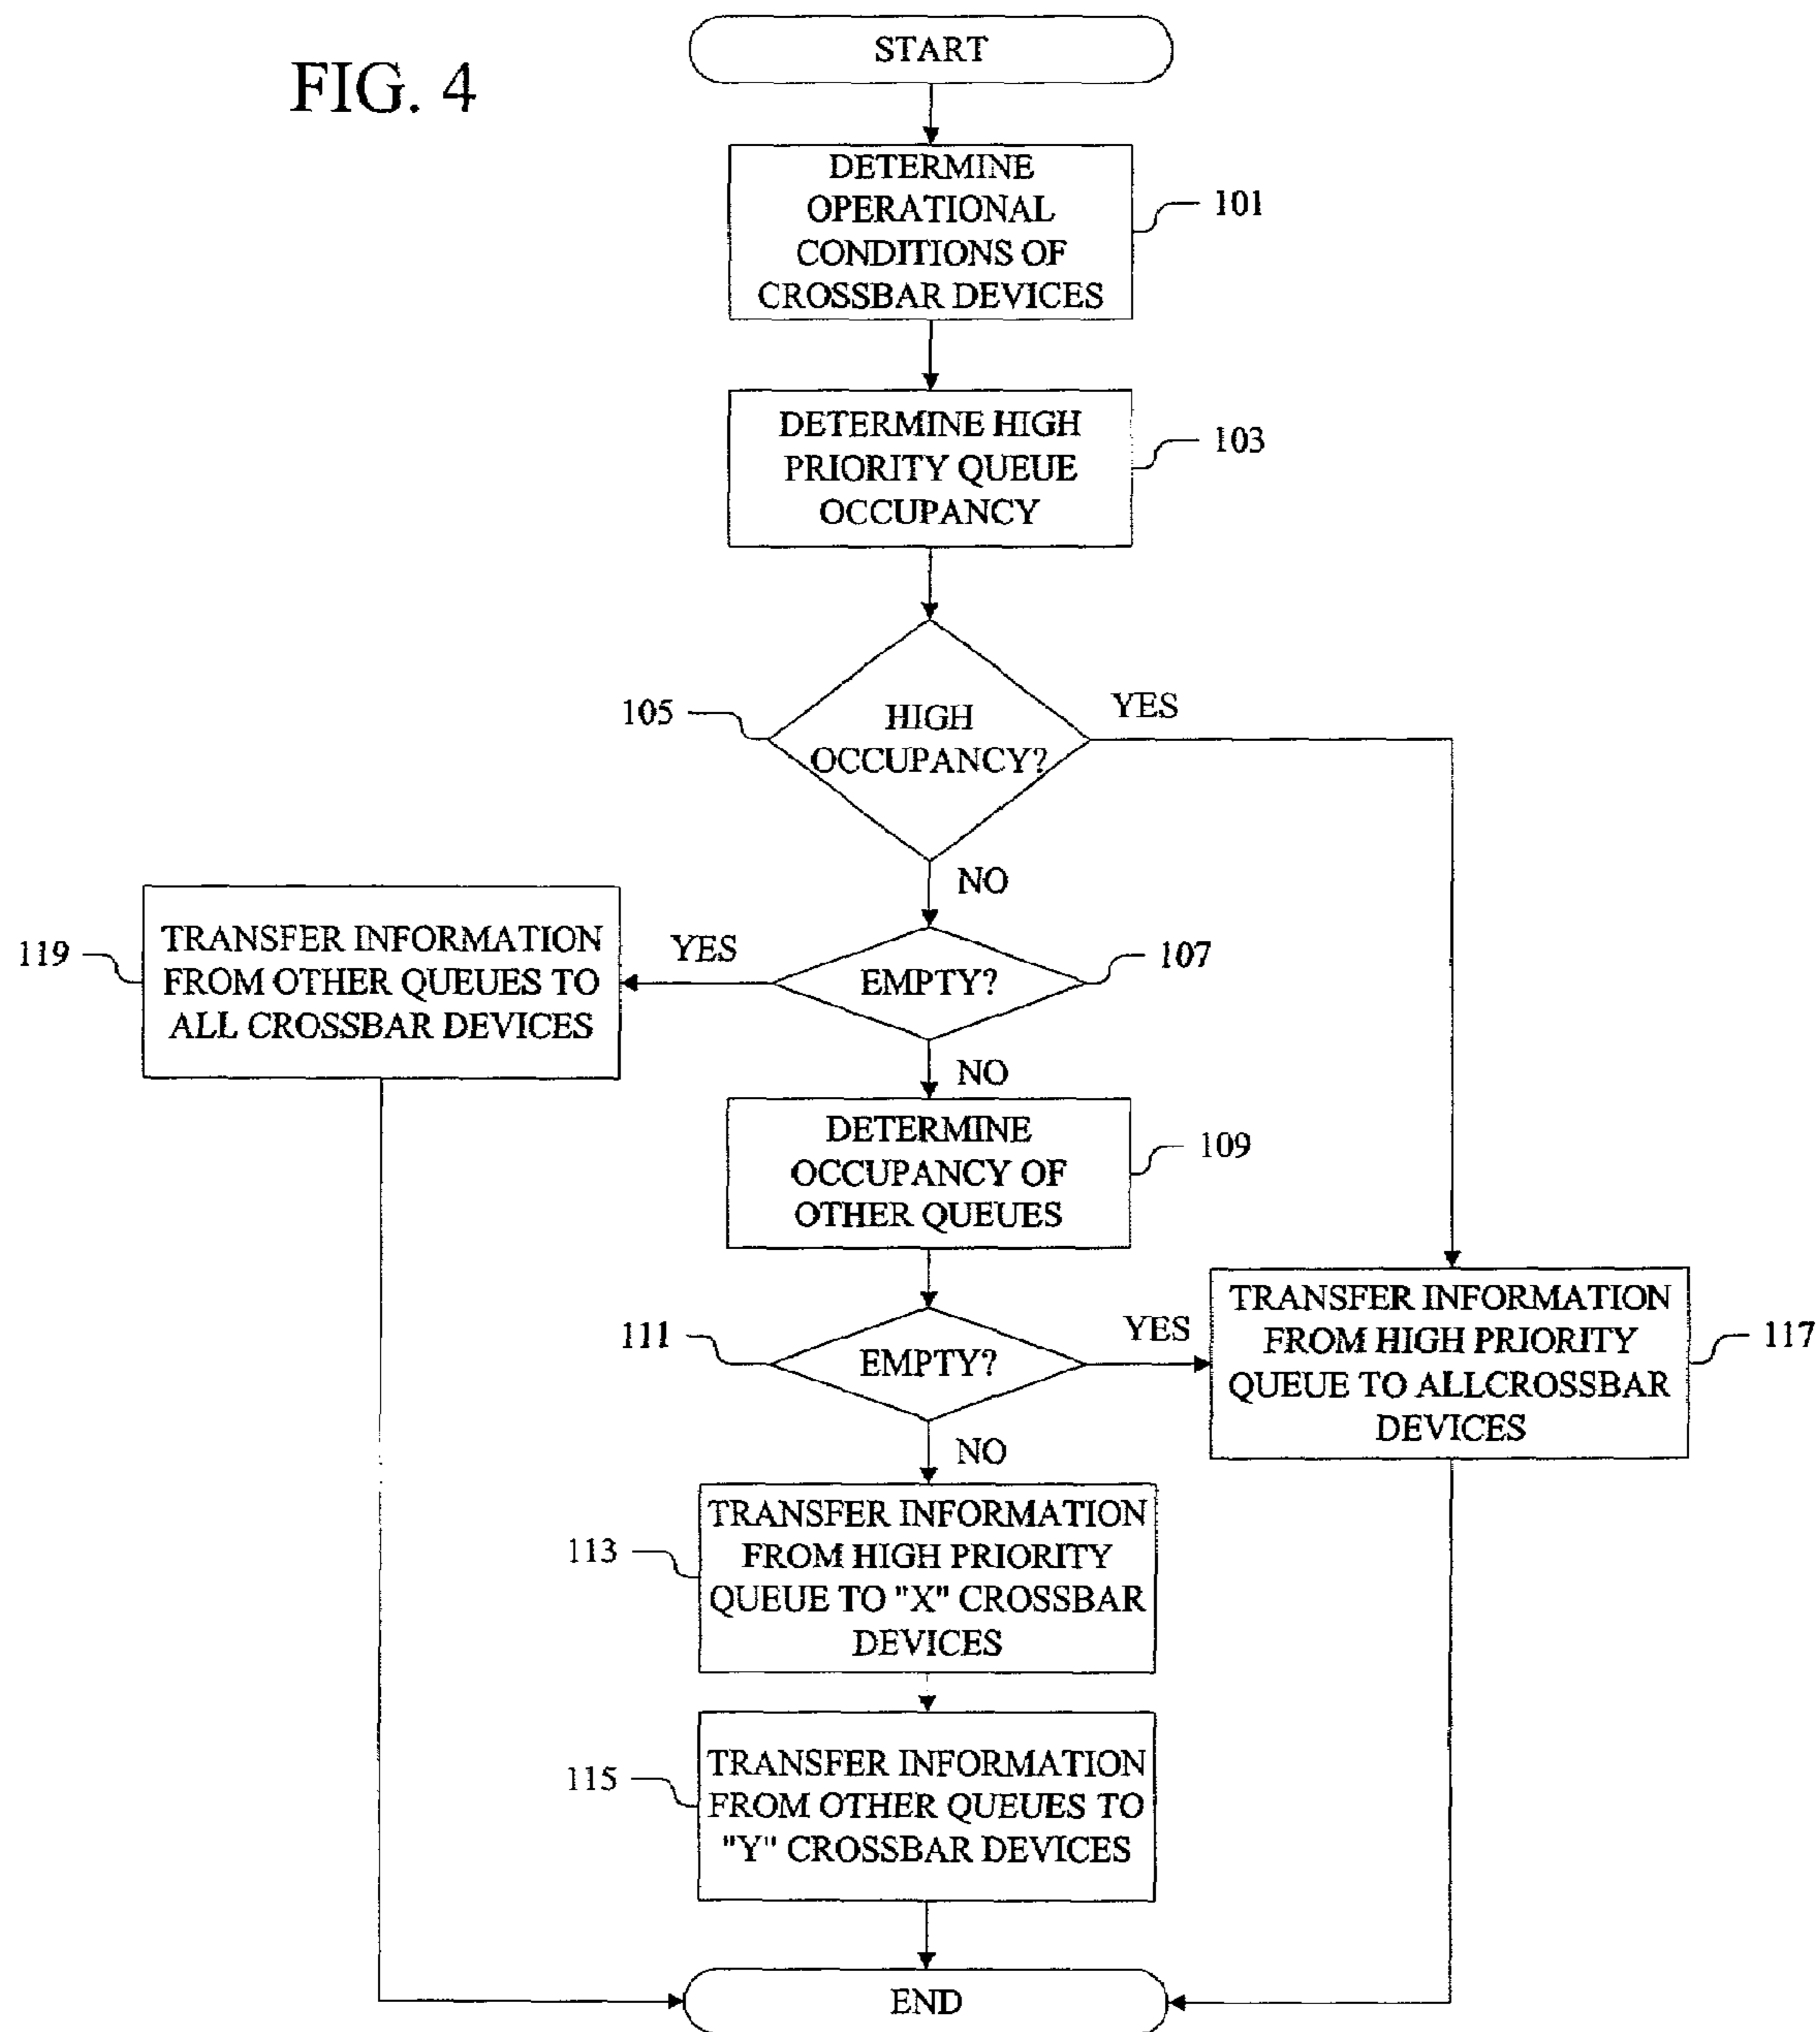 FIG. 4
START
DETERMINE
OPERATIONAL
CONDITIONS OF
CROSSBAR DEVICES
101
DETERMINE HIGH
PRIORITY QUEUE
OCCUPANCY
103
105
HIGH
OCCUPANCY?
YES
NO
119
TRANSFER INFORMATION
FROM OTHER QUEUES TO
ALL CROSSBAR DEVICES
YES
EMPTY?
107
NO
DETERMINE
OCCUPANCY OF
OTHER QUEUES
109
111
EMPTY?
YES
NO
TRANSFER INFORMATION
FROM HIGH PRIORITY
QUEUE TO ALLCROSSBAR
DEVICES
117
113
TRANSFER INFORMATION
FROM HIGH PRIORITY
QUEUE TO "X" CROSSBAR
DEVICES
115
TRANSFER INFORMATION
FROM OTHER QUEUES TO
"Y" CROSSBAR DEVICES
END